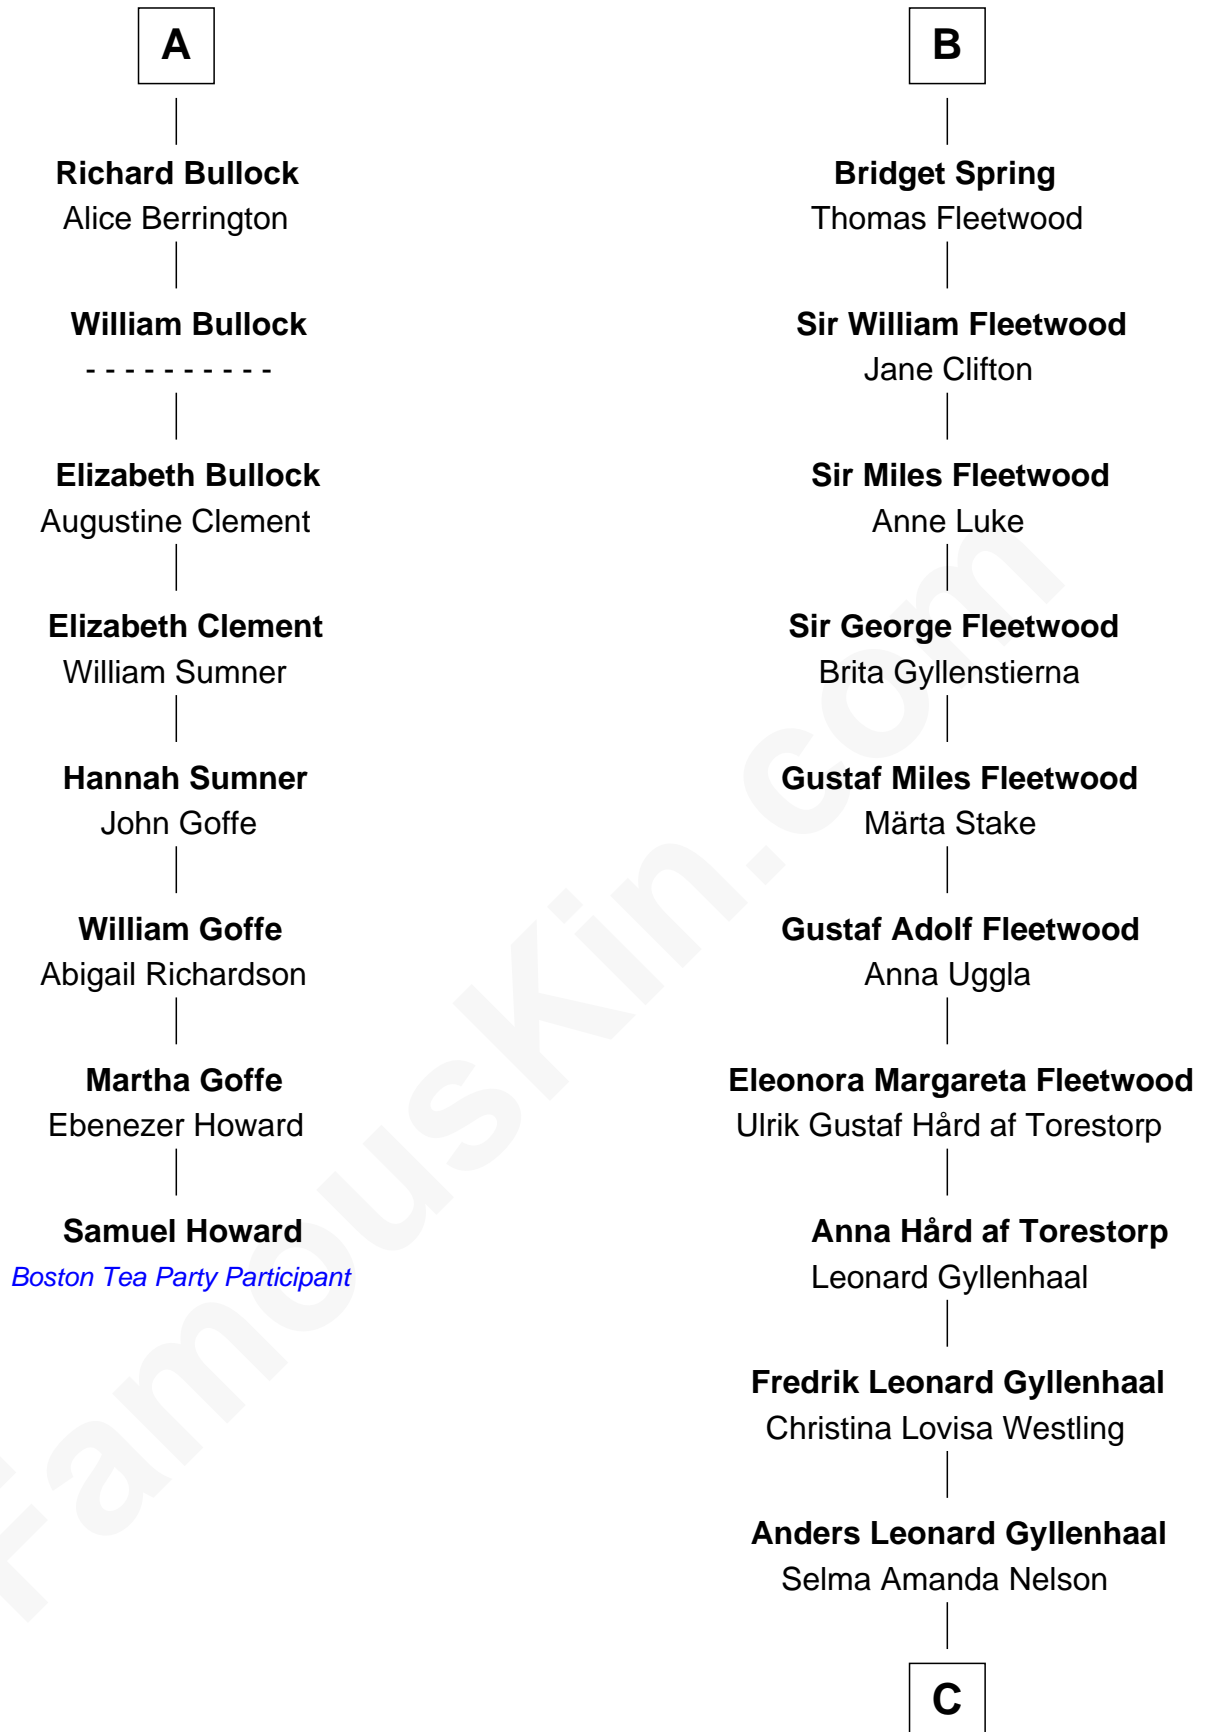 A
Richard Bullock
Alice Berrington
William Bullock
- - - - - - - - - -
Elizabeth Bullock
Augustine Clement
Elizabeth Clement
William Sumner
Hannah Sumner
John Goffe
William Goffe
Abigail Richardson
Martha Goffe
Ebenezer Howard
Samuel Howard
Boston Tea Party Participant
B
Bridget Spring
Thomas Fleetwood
Sir William Fleetwood
Jane Clifton
Sir Miles Fleetwood
Anne Luke
Sir George Fleetwood
Brita Gyllenstierna
Gustaf Miles Fleetwood
Märta Stake
Gustaf Adolf Fleetwood
Anna Uggla
Eleonora Margareta Fleetwood
Ulrik Gustaf Hård af Torestorp
Anna Hård af Torestorp
Leonard Gyllenhaal
Fredrik Leonard Gyllenhaal
Christina Lovisa Westling
Anders Leonard Gyllenhaal
Selma Amanda Nelson
C
FamousKin.com